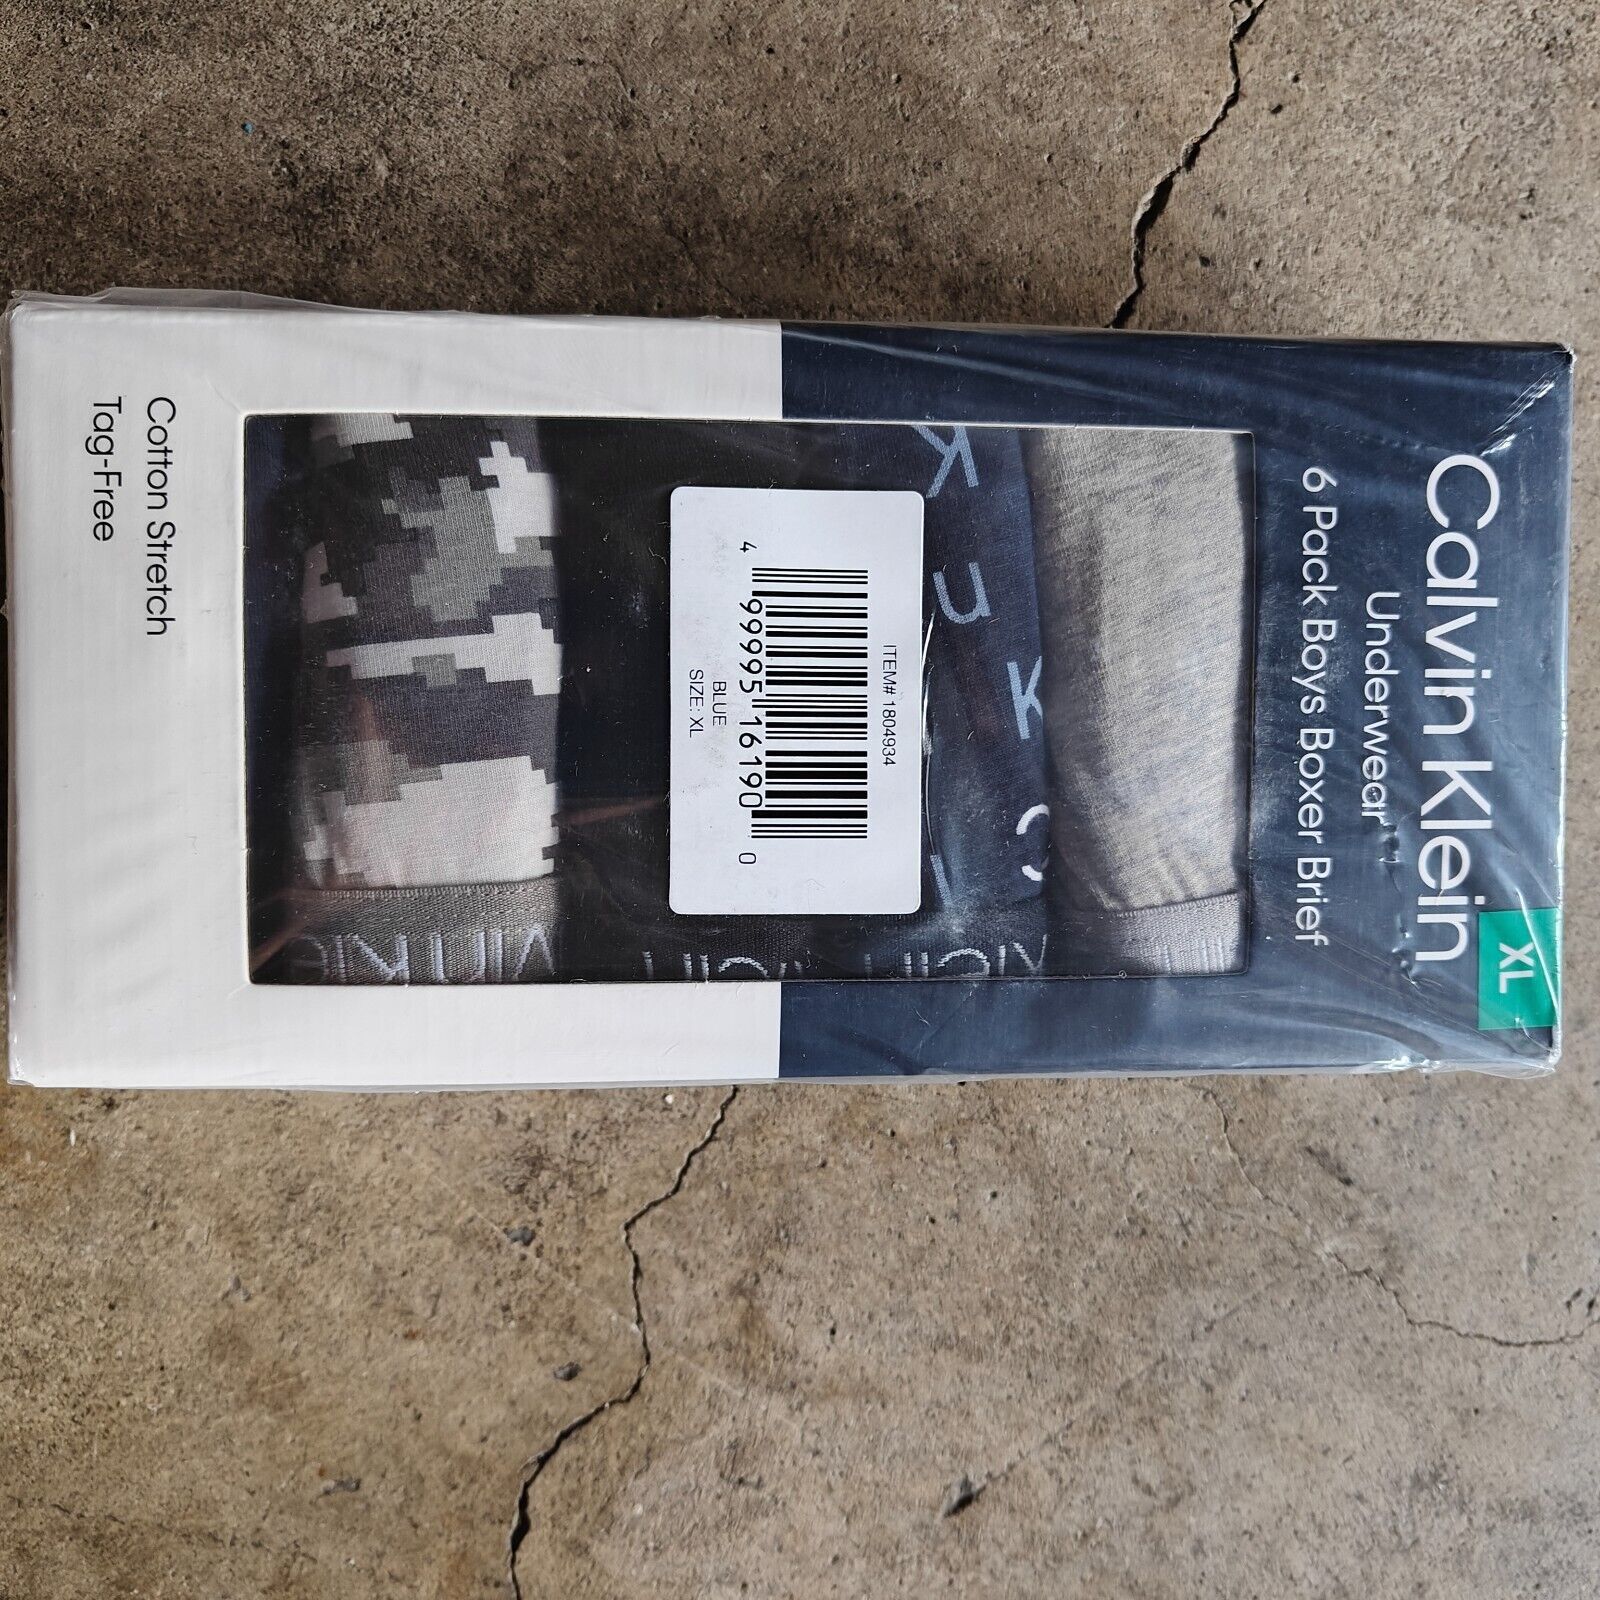 XL
Calvin Klein
Underwear
6 Pack Boys Boxer Brief
ITEM# 1804934
4 99995 16190 0
BLUE
SIZE: XL
Cotton Stretch
Tag-Free